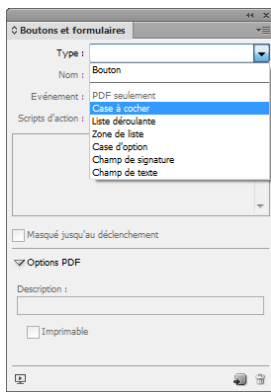 Boutons et formulaires
Type :
Bouton
Nom :
Evénement :
PDF seulement
Case à cocher
Scripts d'action :
Liste déroulante
Zone de liste
Case d'option
Champ de signature
Champ de texte
Masqué jusqu'au déclenchement
Options PDF
Description :
Imprimable